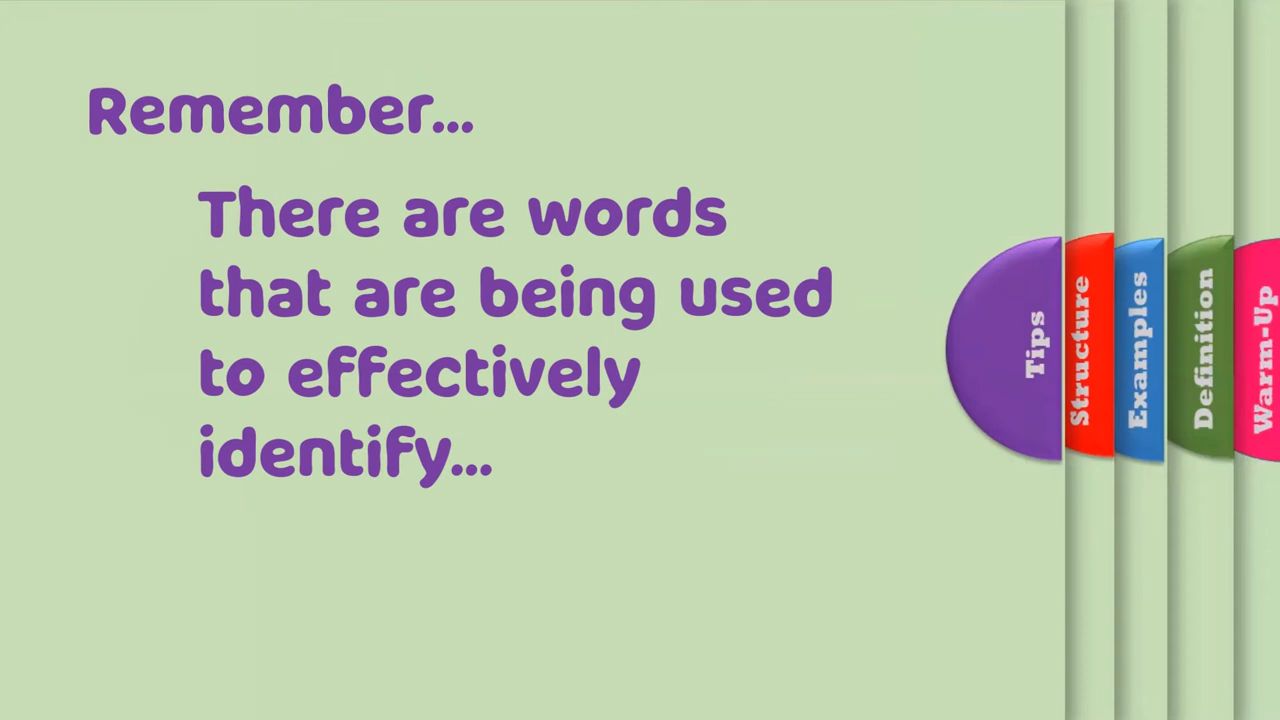 Remember...
There are words
that are being used
to effectively
identify...
Tips
Structure
Examples
Definition
Warm-Up